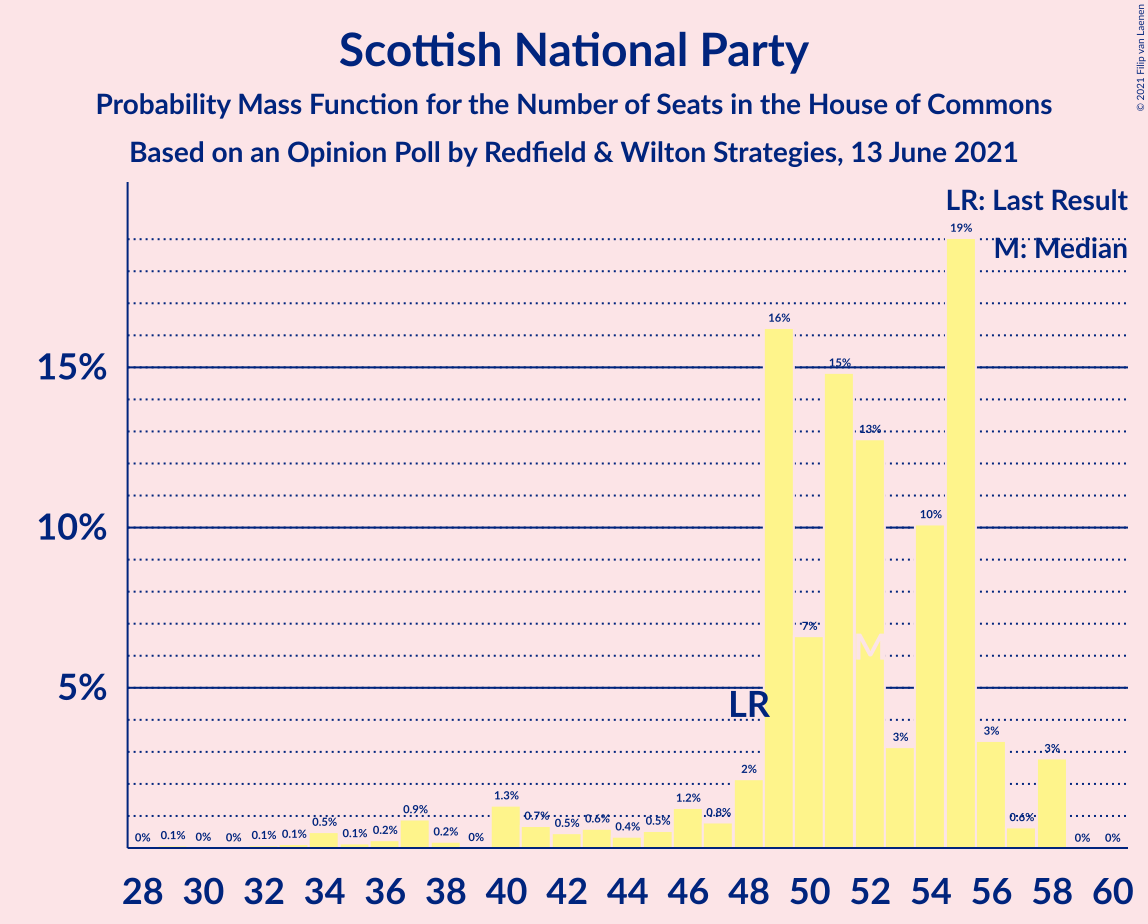 Scottish National Party
Probability Mass Function for the Number of Seats in the House of Commons
Based on an Opinion Poll by Redfield & Wilton Strategies, 13 June 2021
© 2021 Filip van Laenen
LR: Last Result
M: Median
15%
10%
5%
0% 0.1% 0% 0% 0.1% 0.1% 0.5% 0.1% 0.2% 0.9% 0.2% 0% 1.3% 0.7% 0.5% 0.6% 0.4% 0.5% 1.2% 0.8% 2% 16% 7% 15% 13% 3% 10% 19% 3% 0.6% 3% 0% 0%
LR
M
28 30 32 34 36 38 40 42 44 46 48 50 52 54 56 58 60